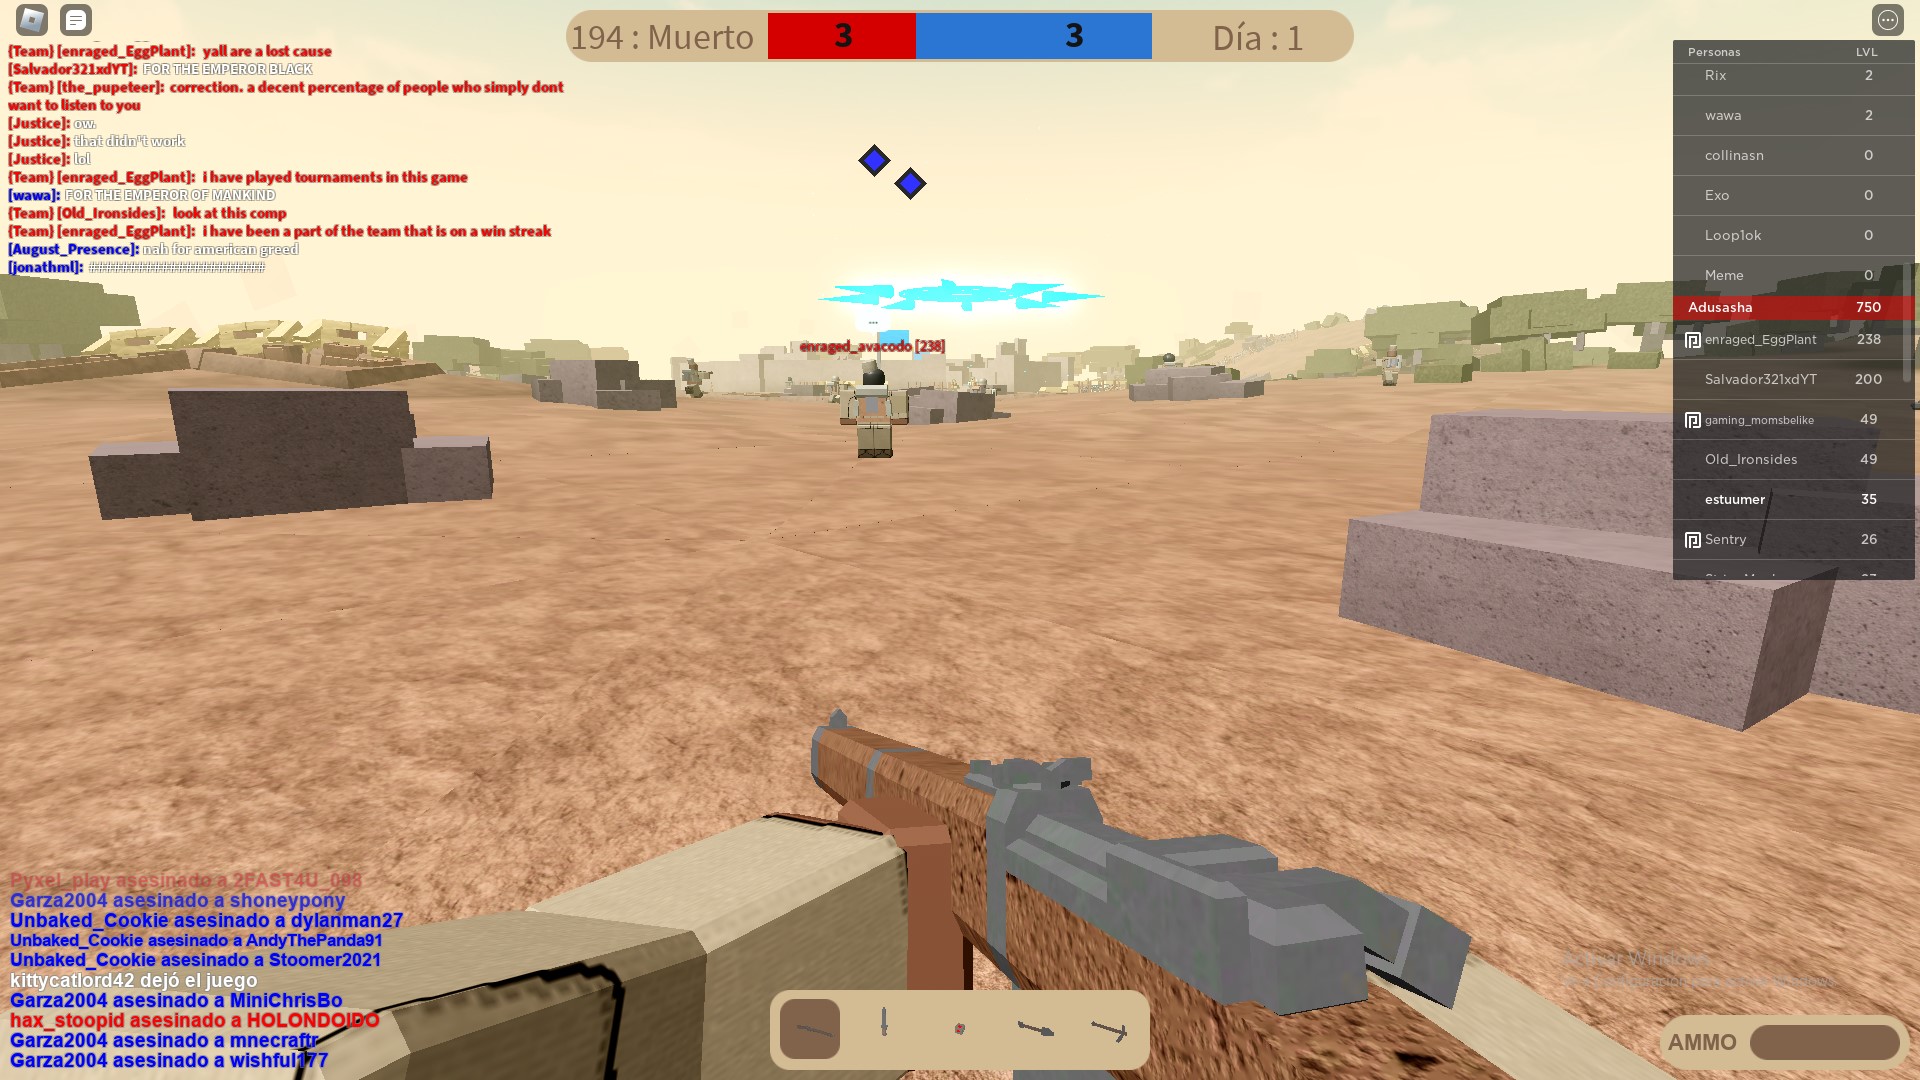 194 : Muerto
3
3
Día : 1
{Team} [enraged_EggPlant]: yall are a lost cause
[Salvador321xdYT]: FOR THE EMPEROR BLACK
{Team} [the_pupeteer]: correction. a decent percentage of people who simply dont
want to listen to you
[Justice]: ow.
[Justice]: that didn't work
[Justice]: lol
{Team} [enraged_EggPlant]: i have played tournaments in this game
[wawa]: FOR THE EMPEROR OF MANKIND
{Team} [Old_Ironsides]: look at this comp
{Team} [enraged_EggPlant]: i have been a part of the team that is on a win streak
[August_Presence]: nah for american greed
[jonathml]: ########################
Personas LVL
Rix 2
wawa 2
collinasn 0
Exo 0
Loop1ok 0
Meme 0
Adusasha 750
enraged_EggPlant 238
Salvador321xdYT 200
gaming_momsbelike 49
Old_Ironsides 49
estuumer 35
Sentry 26
enraged_avacodo [238]
Pyxel_play asesinado a 2FAST4U_098
Garza2004 asesinado a shoneypony
Unbaked_Cookie asesinado a dylanman27
Unbaked_Cookie asesinado a AndyThePanda91
Unbaked_Cookie asesinado a Stoomer2021
kittycatlord42 dejó el juego
Garza2004 asesinado a MiniChrisBo
hax_stoopid asesinado a HOLONDOIDO
Garza2004 asesinado a mnecraftr
Garza2004 asesinado a wishful177
Activar Windows
AMMO